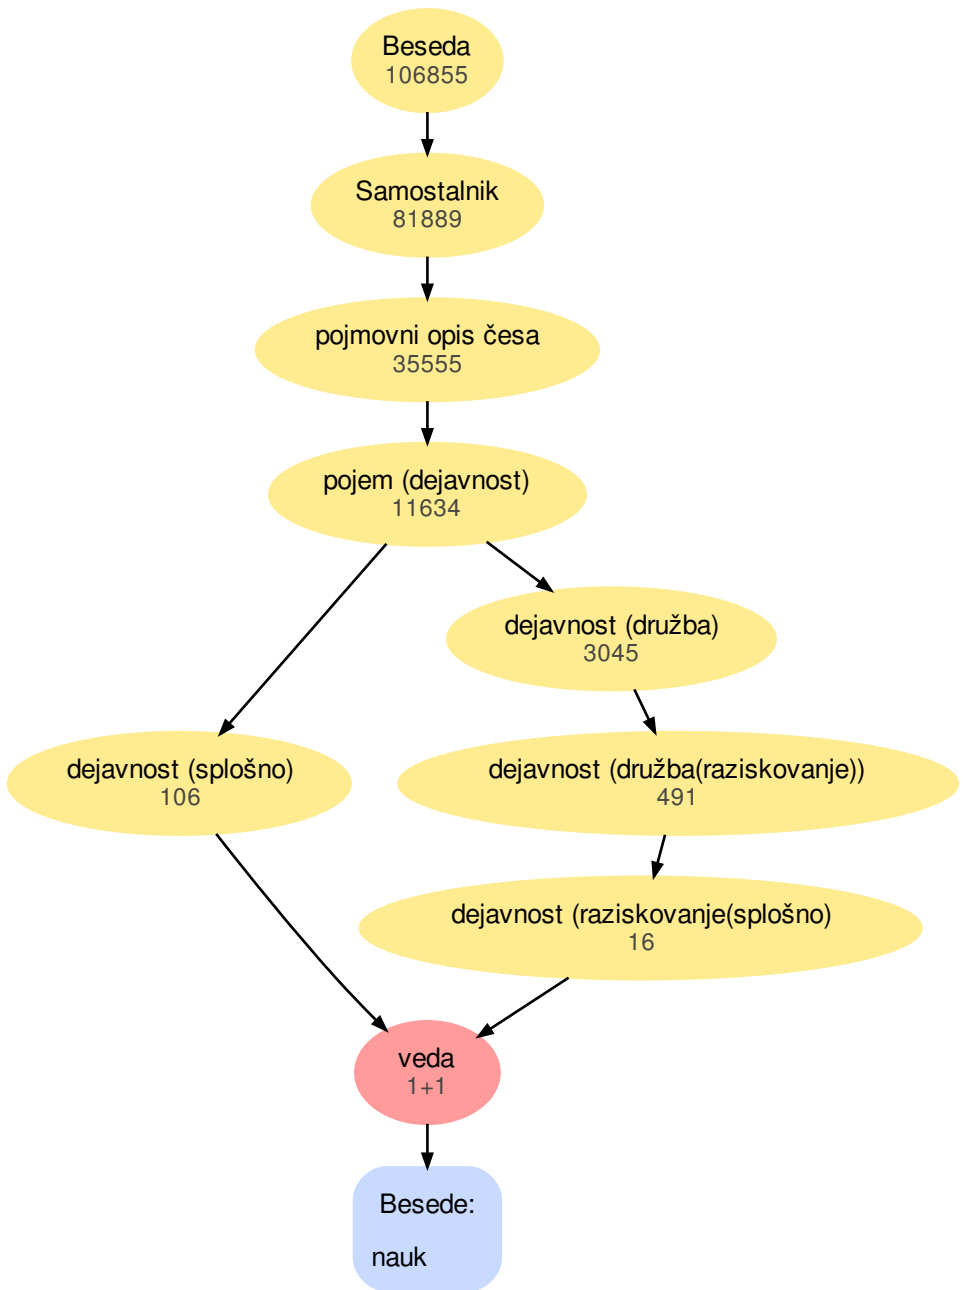 Beseda
106855
Samostalnik
81889
pojmovni opis česa
35555
pojem (dejavnost)
11634
dejavnost (družba)
3045
dejavnost (splošno)
106
dejavnost (družba(raziskovanje))
491
dejavnost (raziskovanje(splošno)
16
veda
1+1
Besede:
nauk